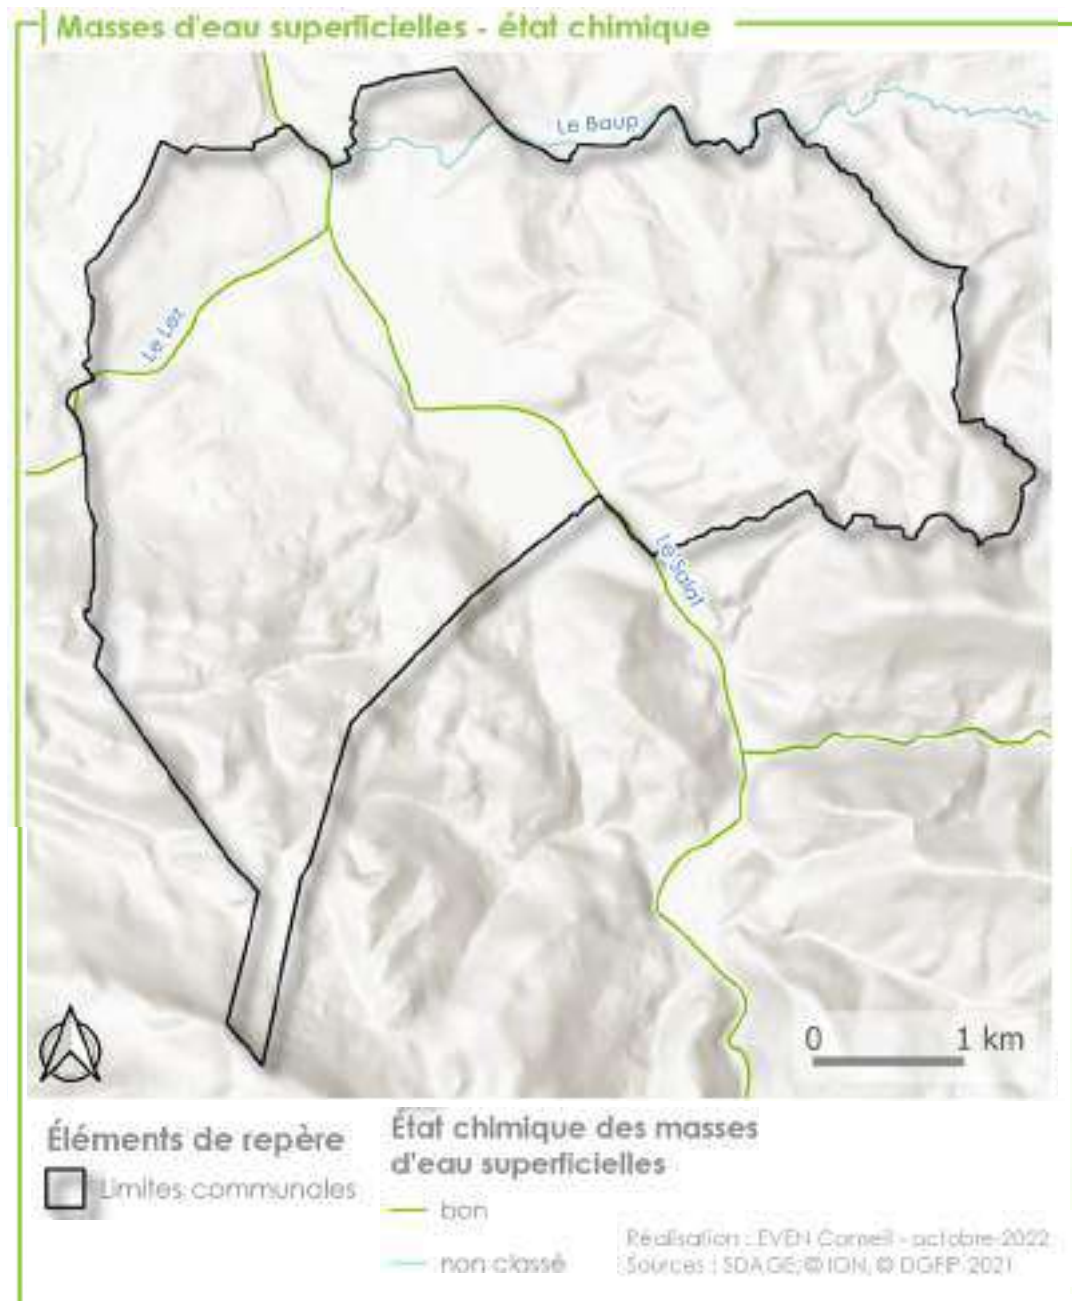 Masses d'eau superficielles - état chimique
Le Baup
Le Lez
Le Salat
0 1 km
Éléments de repère
Limites communales
État chimique des masses
d'eau superficielles
bon
non classé
Réalisation : EVEN Conseil - octobre 2022
Sources : SDAGE, © IGN, © DGFIP 2021